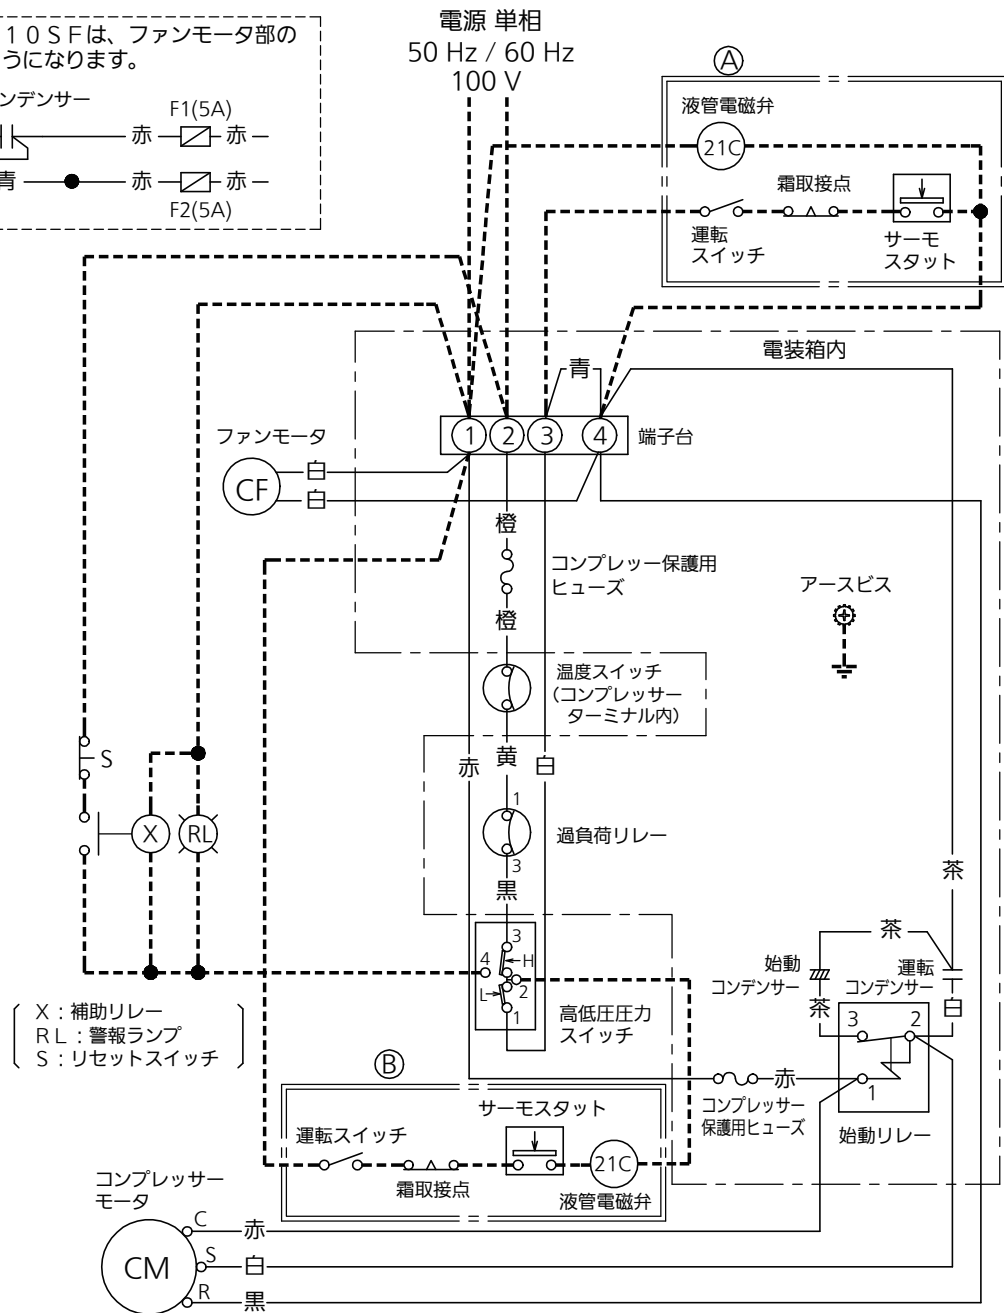 10SFは、ファンモータ部の
うになります。
ンデンサー
F1(5A)
赤
赤
青
赤
赤
F2(5A)
電源 単相
50 Hz / 60 Hz
100 V
Ⓐ
液管電磁弁
21C
霜取接点
運転
スイッチ
サーモ
スタット
電装箱内
青
1
2
3
4
端子台
ファンモータ
CF
白
白
橙
コンプレッー保護用
ヒューズ
橙
アースビス
温度スイッチ
(コンプレッサー
ターミナル内)
赤
黄
白
S
X
RL
1
過負荷リレー
3
黒
茶
3
4
H
L
2
1
高低圧圧力
スイッチ
茶
始動
コンデンサー
運転
コンデンサー
茶
白
3
2
1
始動リレー
赤
コンプレッサー
保護用ヒューズ
X:補助リレー
RL:警報ランプ
S:リセットスイッチ
Ⓑ
サーモスタット
運転スイッチ
霜取接点
21C
液管電磁弁
コンプレッサー
モータ
CM
C
赤
S
白
R
黒